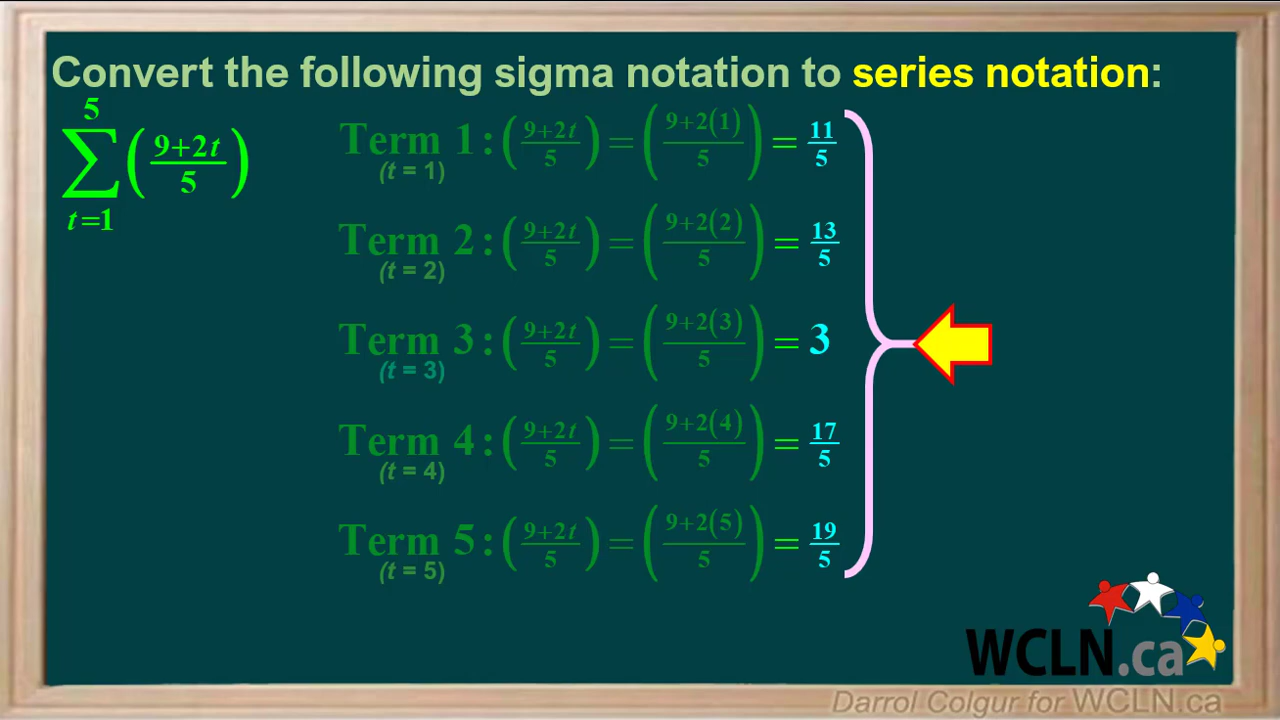 Convert the following sigma notation to series notation:
5
∑ ((9+2t)/5)
t=1
Term 1: ((9+2t)/5) = ((9+2(1))/5) = 11/5
(t = 1)
Term 2: ((9+2t)/5) = ((9+2(2))/5) = 13/5
(t = 2)
Term 3: ((9+2t)/5) = ((9+2(3))/5) = 3
(t = 3)
Term 4: ((9+2t)/5) = ((9+2(4))/5) = 17/5
(t = 4)
Term 5: ((9+2t)/5) = ((9+2(5))/5) = 19/5
(t = 5)
WCLN.ca
Darrol Colgur for WCLN.ca